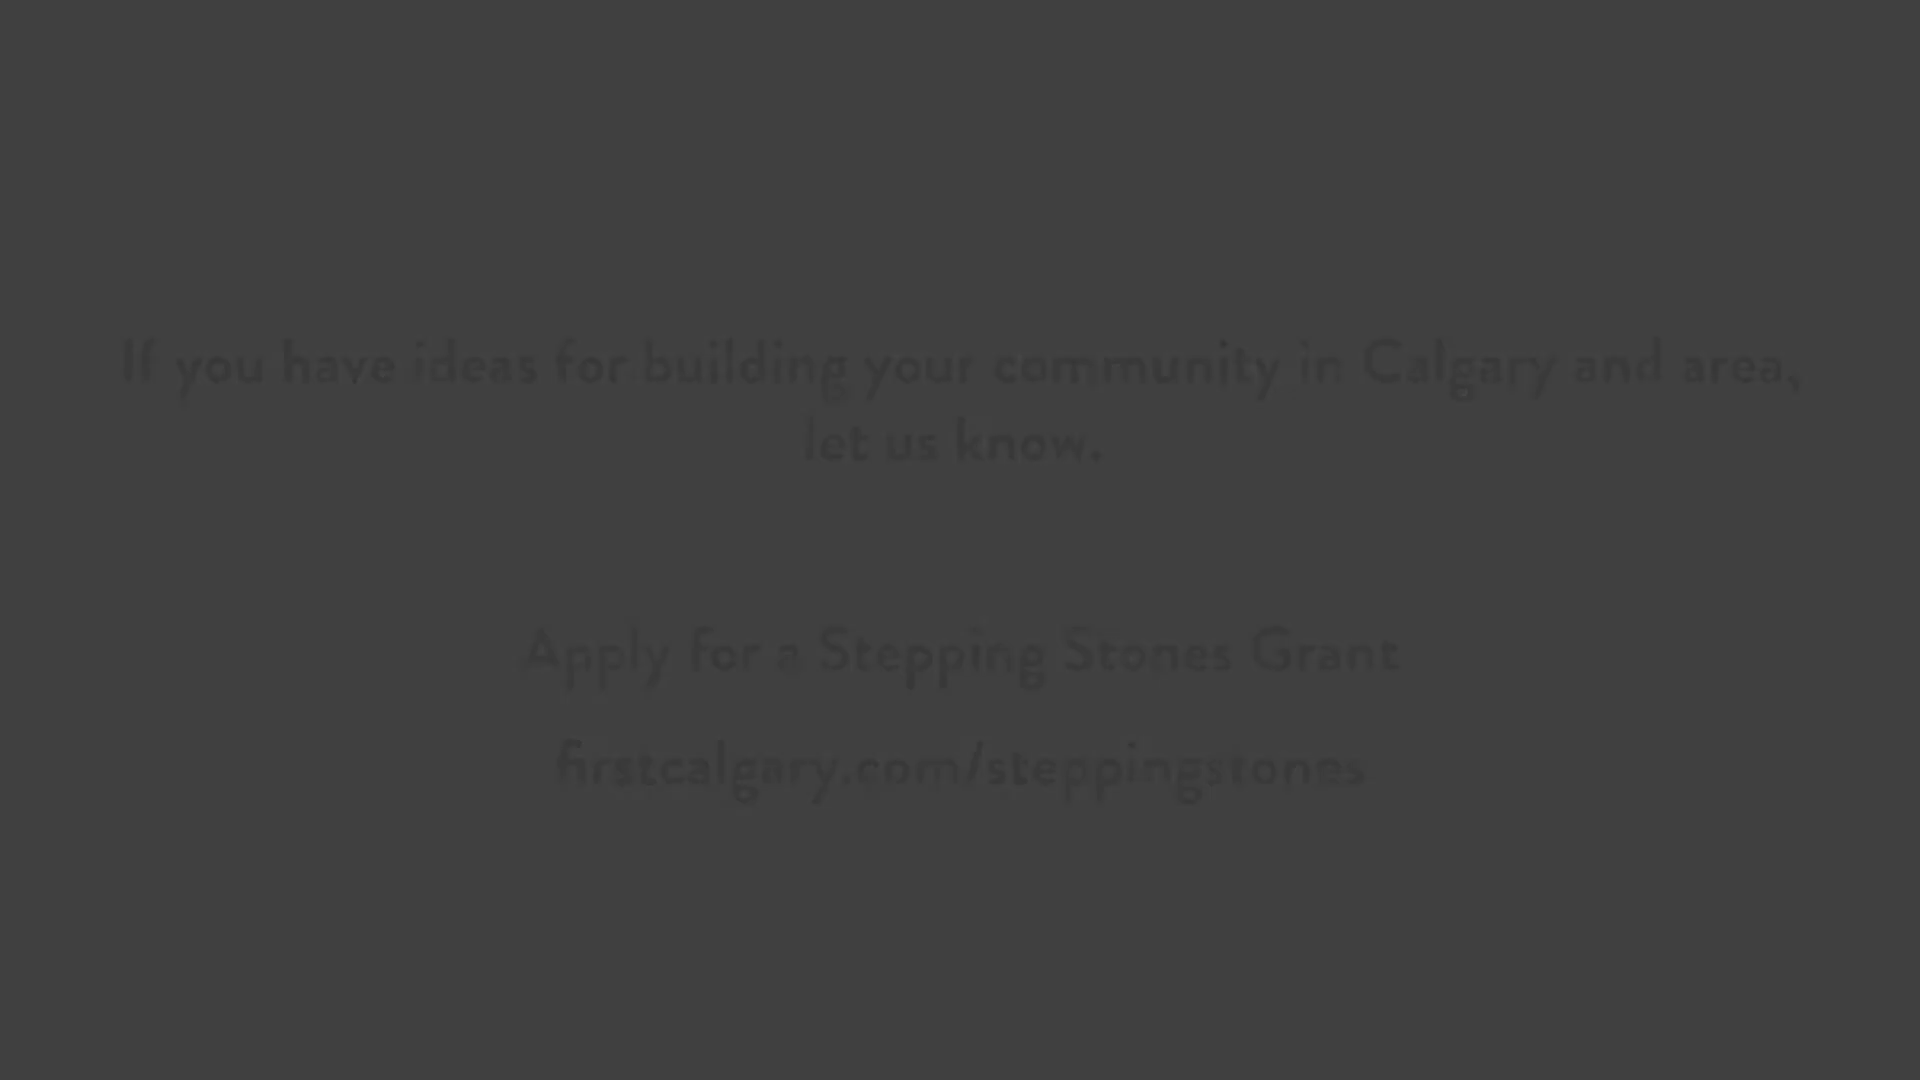 If you have ideas for building your community in Calgary and area,
let us know.
Apply for a Stepping Stones Grant
firstcalgary.com/steppingstones